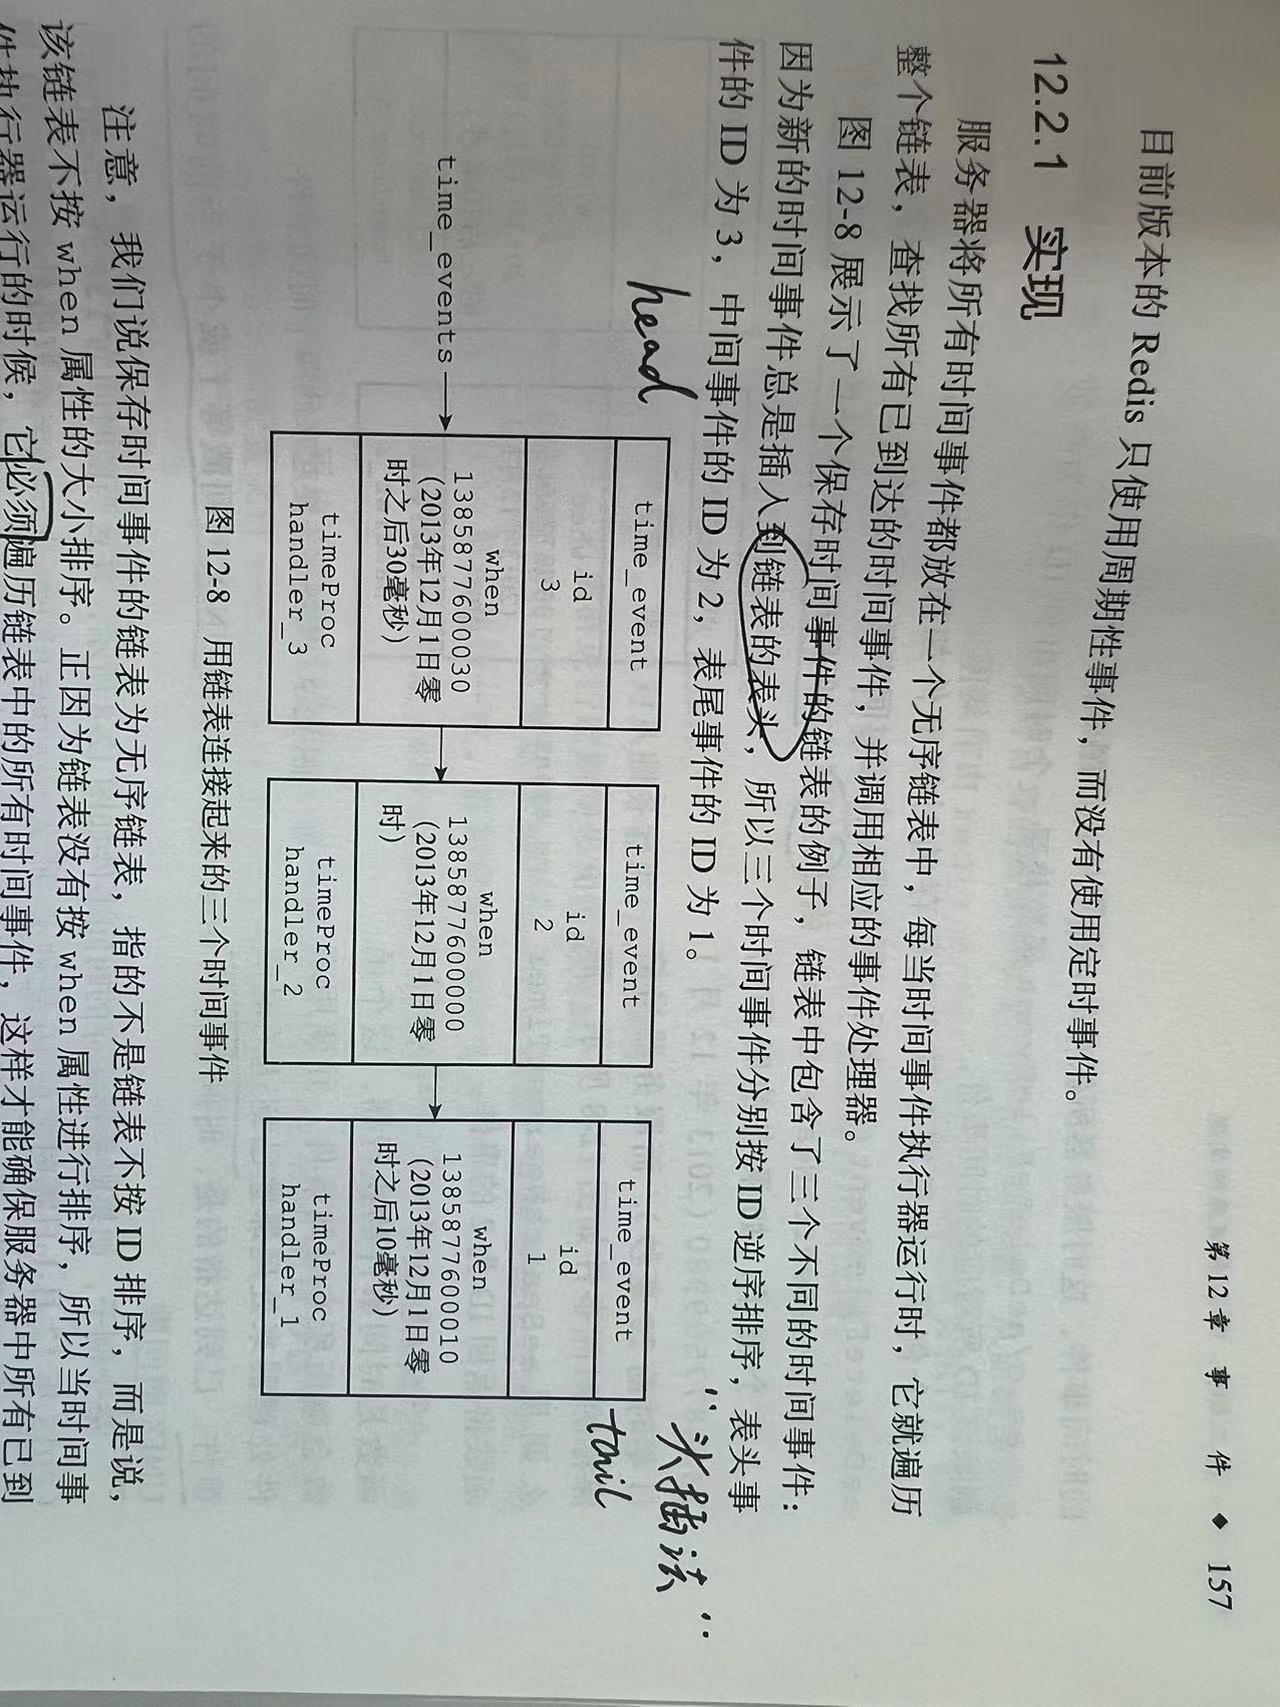 第 12 章 事 件 ◆ 157
目前版本的 Redis 只使用周期性事件，而没有使用定时事件。
12.2.1 实现
服务器将所有时间事件都放在一个无序链表中，每当时间事件执行器运行时，它就遍历
整个链表，查找所有已到达的时间事件，并调用相应的事件处理器。
图 12-8 展示了一个保存时间事件的链表的例子，链表中包含了三个不同的时间事件：
因为新的时间事件总是插入到链表的表头，所以三个时间事件分别按 ID 逆序排序，表头事
件的 ID 为 3，中间事件的 ID 为 2，表尾事件的 ID 为 1。
"头插法"
head
tail
time_events
time_event
id
3
when
1385877600030
(2013年12月1日零
时之后30毫秒)
timeProc
handler_3
time_event
id
2
when
1385877600000
(2013年12月1日零
时)
timeProc
handler_2
time_event
id
1
when
1385877600010
(2013年12月1日零
时之后10毫秒)
timeProc
handler_1
图 12-8 用链表连接起来的三个时间事件
注意，我们说保存时间事件的链表为无序链表，指的不是链表不按 ID 排序，而是说，
该链表不按 when 属性的大小排序。正因为链表没有按 when 属性进行排序，所以当时间事
件执行器运行的时候，它必须遍历链表中的所有时间事件，这样才能确保服务器中所有已到